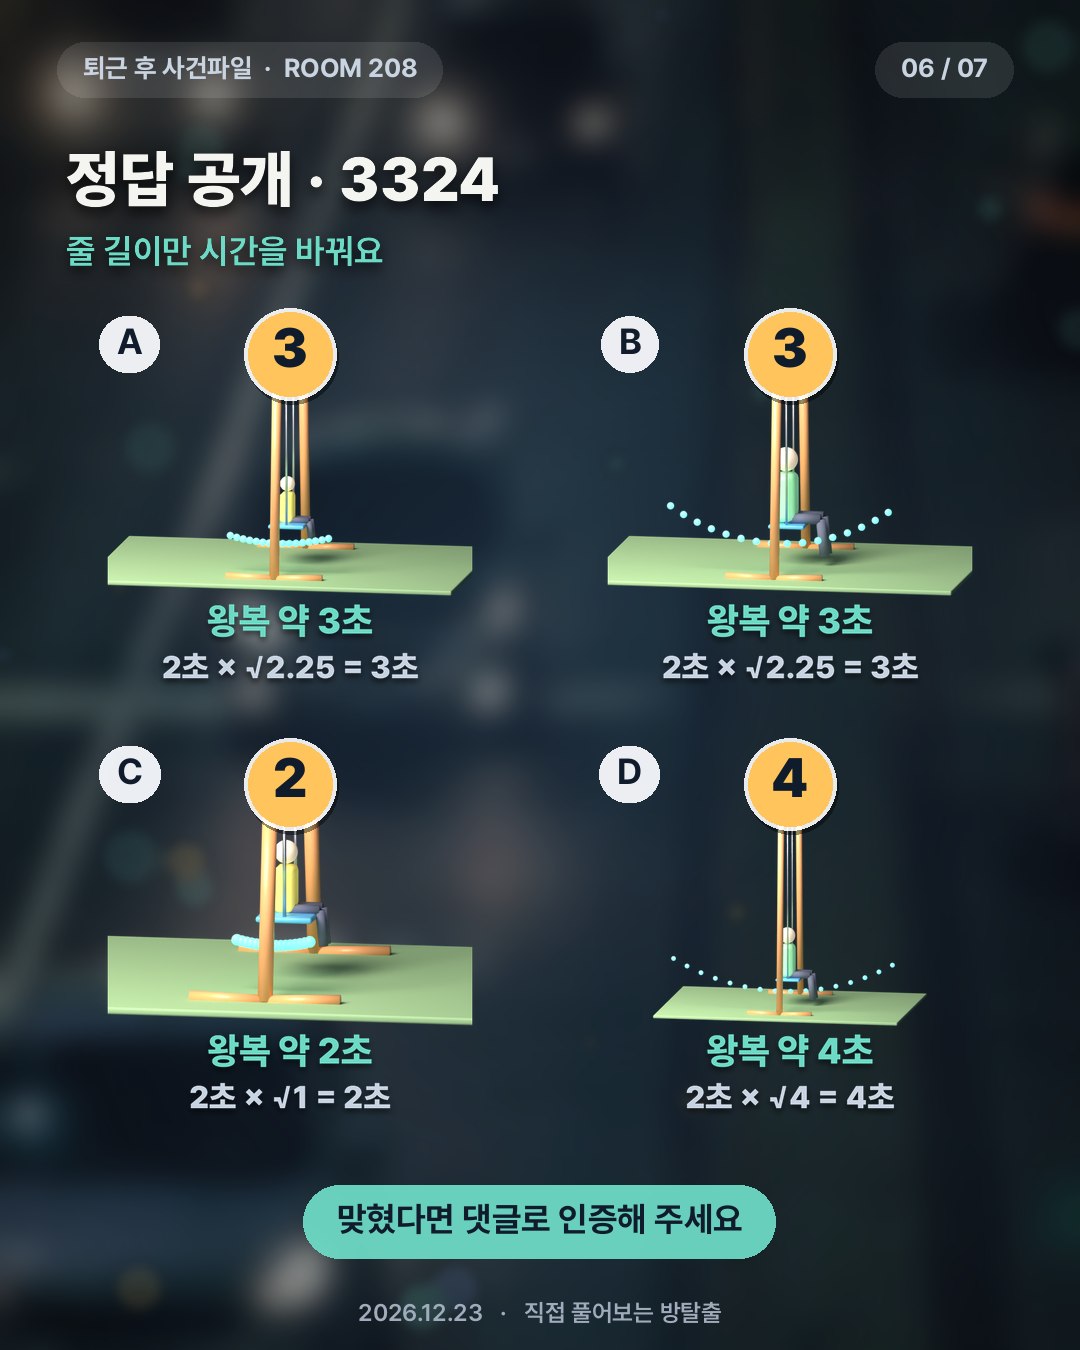 퇴근 후 사건파일 · ROOM 208
06 / 07
정답 공개 · 3324
줄 길이만 시간을 바꿔요
A
3
B
3
왕복 약 3초
2초 × √2.25 = 3초
왕복 약 3초
2초 × √2.25 = 3초
C
2
D
4
왕복 약 2초
2초 × √1 = 2초
왕복 약 4초
2초 × √4 = 4초
맞혔다면 댓글로 인증해 주세요
2026.12.23 · 직접 풀어보는 방탈출